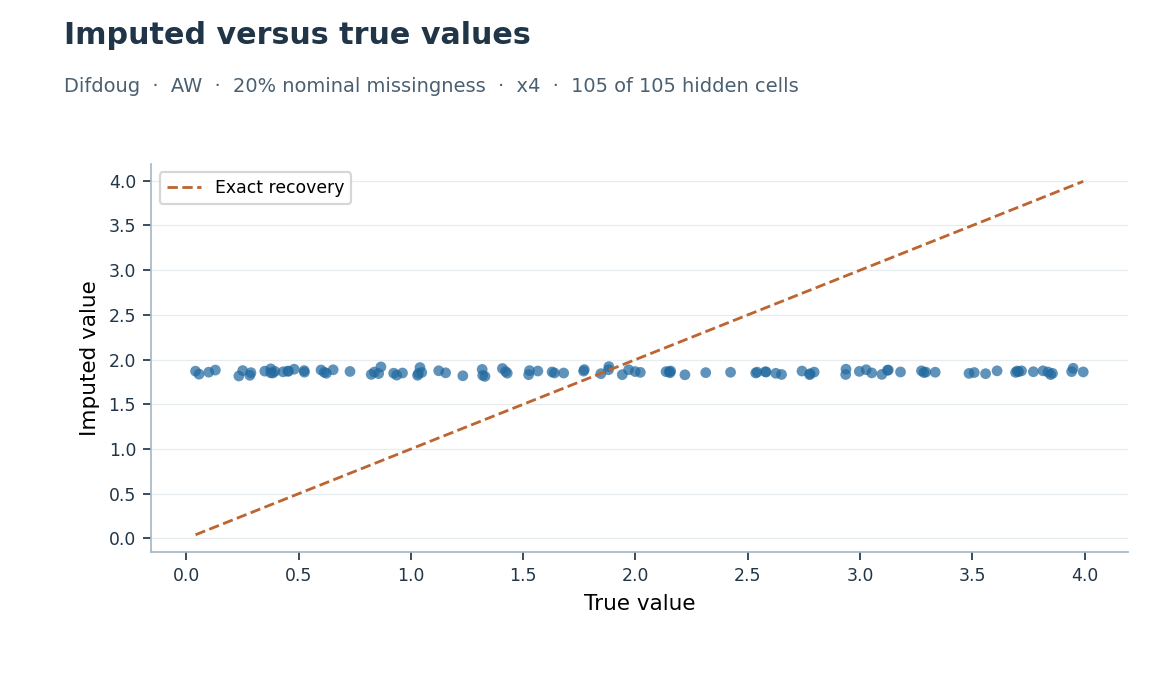 Imputed versus true values
Difdoug · AW · 20% nominal missingness · x4 · 105 of 105 hidden cells
Exact recovery
4.0
3.5
3.0
2.5
2.0
1.5
1.0
0.5
0.0
Imputed value
0.0 0.5 1.0 1.5 2.0 2.5 3.0 3.5 4.0
True value